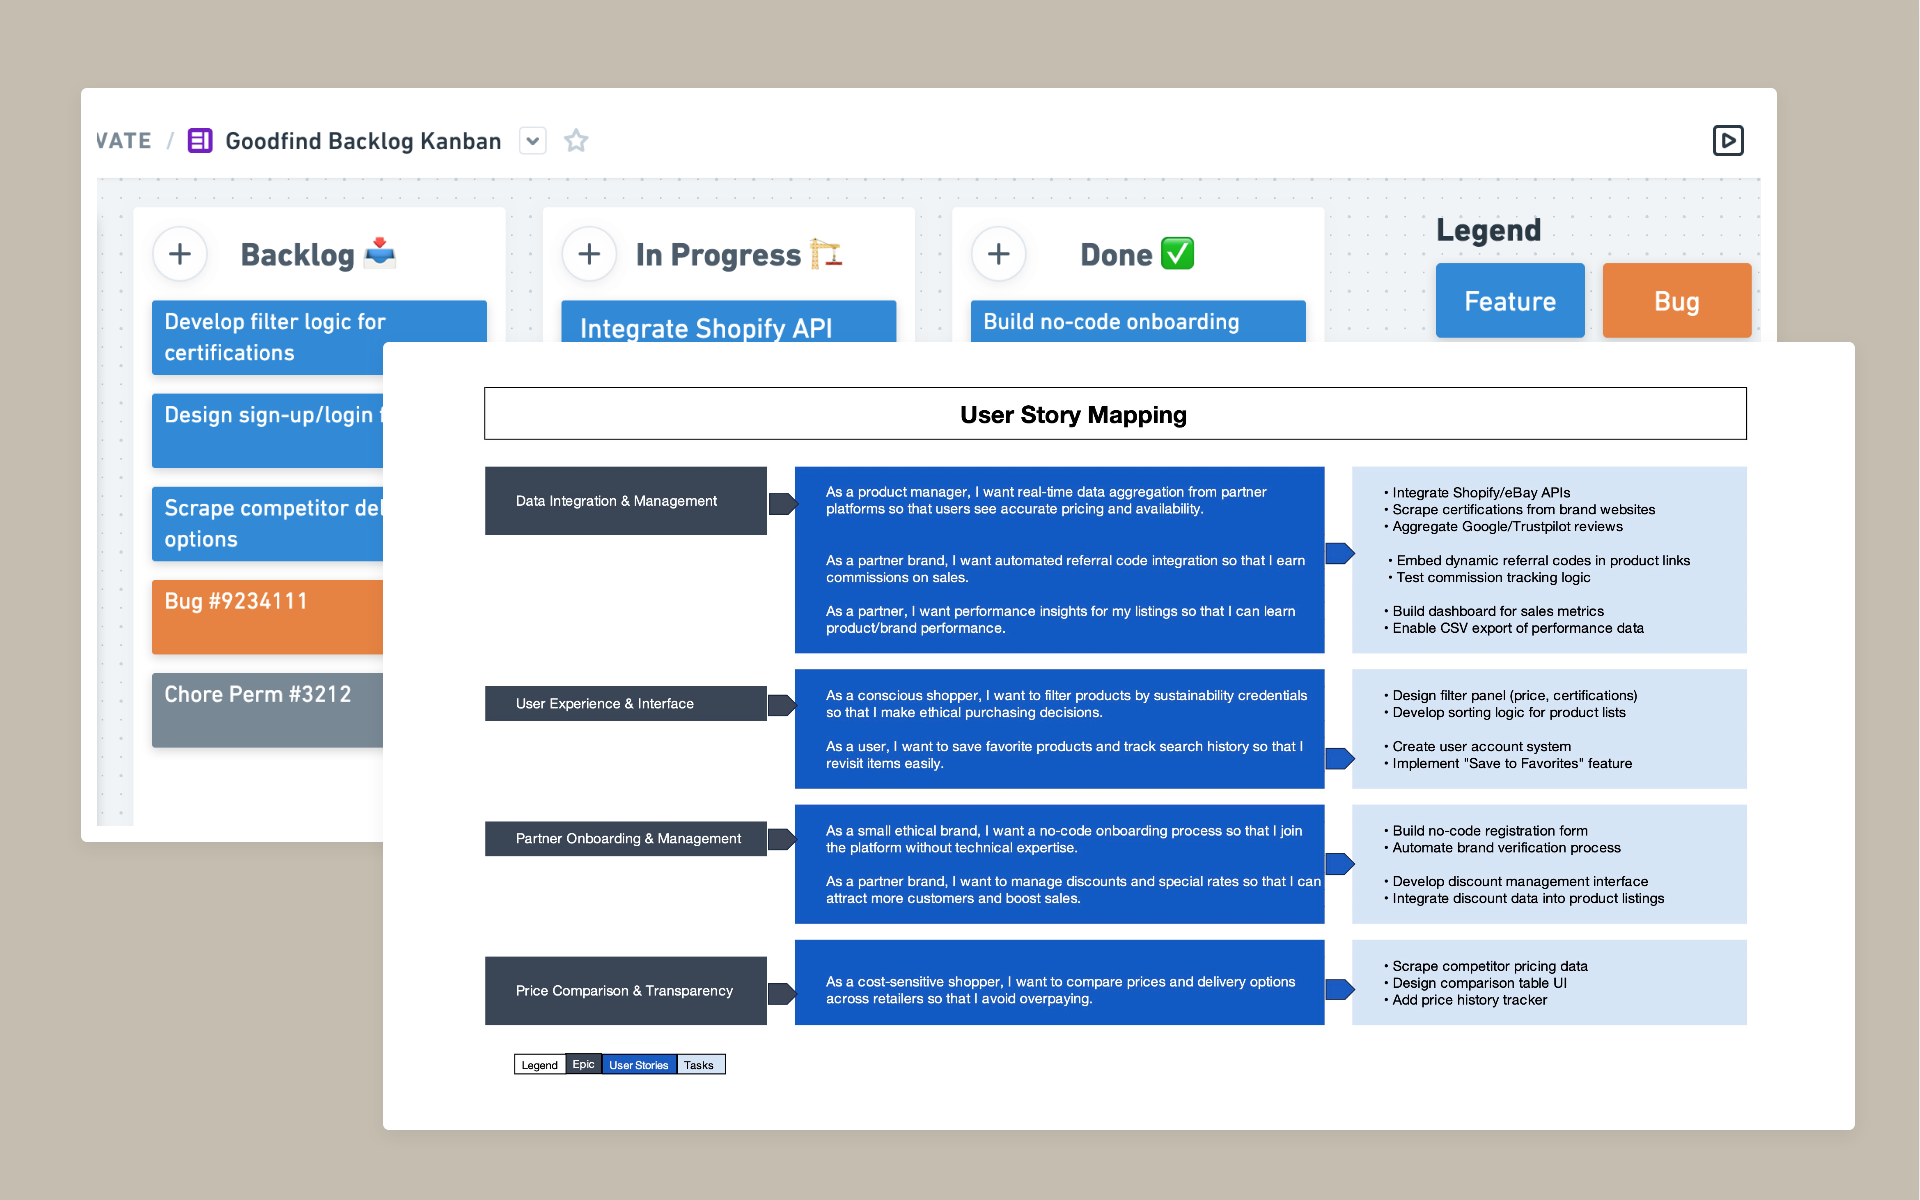 VATE / Goodfind Backlog Kanban
Backlog
Develop filter logic for
certifications
Design sign-up/login
Scrape competitor
options
Bug #9234111
Chore Perm #3212
In Progress
Integrate Shopify API
Done
Build no-code onboarding
Legend
Feature
Bug
User Story Mapping
Data Integration & Management
As a product manager, I want real-time data aggregation from partner
platforms so that users see accurate pricing and availability.
As a partner brand, I want automated referral code integration so that I earn
commissions on sales.
As a partner, I want performance insights for my listings so that I can learn
product/brand performance.
• Integrate Shopify/eBay APIs
• Scrape certifications from brand websites
• Aggregate Google/Trustpilot reviews
• Embed dynamic referral codes in product links
• Test commission tracking logic
• Build dashboard for sales metrics
• Enable CSV export of performance data
User Experience & Interface
As a conscious shopper, I want to filter products by sustainability credentials
so that I make ethical purchasing decisions.
As a user, I want to save favorite products and track search history so that I
revisit items easily.
• Design filter panel (price, certifications)
• Develop sorting logic for product lists
• Create user account system
• Implement "Save to Favorites" feature
Partner Onboarding & Management
As a small ethical brand, I want a no-code onboarding process so that I join
the platform without technical expertise.
As a partner brand, I want to manage discounts and special rates so that I can
attract more customers and boost sales.
• Build no-code registration form
• Automate brand verification process
• Develop discount management interface
• Integrate discount data into product listings
Price Comparison & Transparency
As a cost-sensitive shopper, I want to compare prices and delivery options
across retailers so that I avoid overpaying.
• Scrape competitor pricing data
• Design comparison table UI
• Add price history tracker
Legend
Epic
User Stories
Tasks